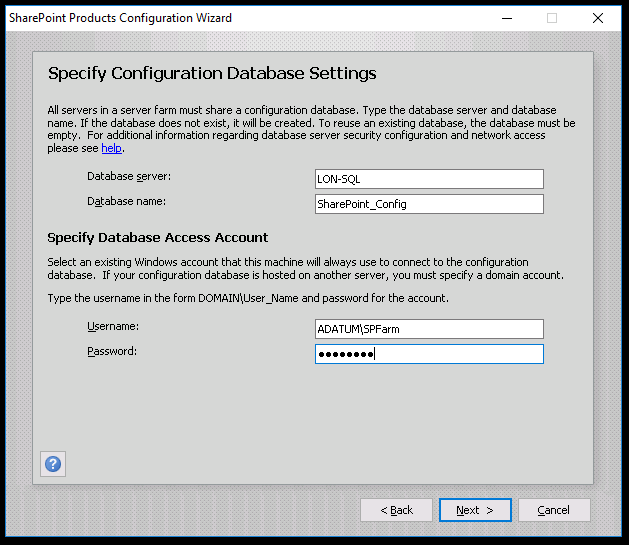 SharePoint Products Configuration Wizard
Specify Configuration Database Settings
All servers in a server farm must share a configuration database. Type the database server and database
name. If the database does not exist, it will be created. To reuse an existing database, the database must be
empty.  For additional information regarding database server security configuration and network access
please see help.
Database server:
LON-SQL
Database name:
SharePoint_Config
Specify Database Access Account
Select an existing Windows account that this machine will always use to connect to the configuration
database.  If your configuration database is hosted on another server, you must specify a domain account.
Type the username in the form DOMAIN\User_Name and password for the account.
Username:
ADATUM\SPFarm
Password:
●●●●●●●●
?
< Back
Next >
Cancel